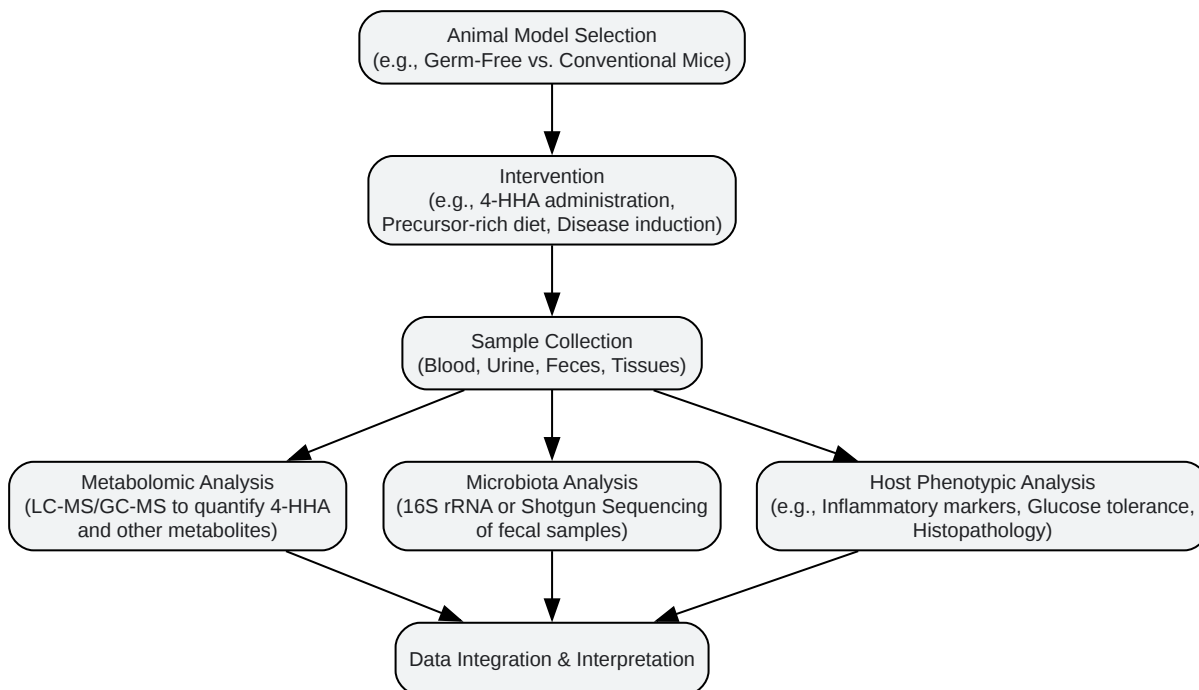 Animal Model Selection
(e.g., Germ-Free vs. Conventional Mice)
Intervention
(e.g., 4-HHA administration,
Precursor-rich diet, Disease induction)
Sample Collection
(Blood, Urine, Feces, Tissues)
Metabolomic Analysis
(LC-MS/GC-MS to quantify 4-HHA
and other metabolites)
Microbiota Analysis
(16S rRNA or Shotgun Sequencing
of fecal samples)
Host Phenotypic Analysis
(e.g., Inflammatory markers, Glucose tolerance,
Histopathology)
Data Integration & Interpretation